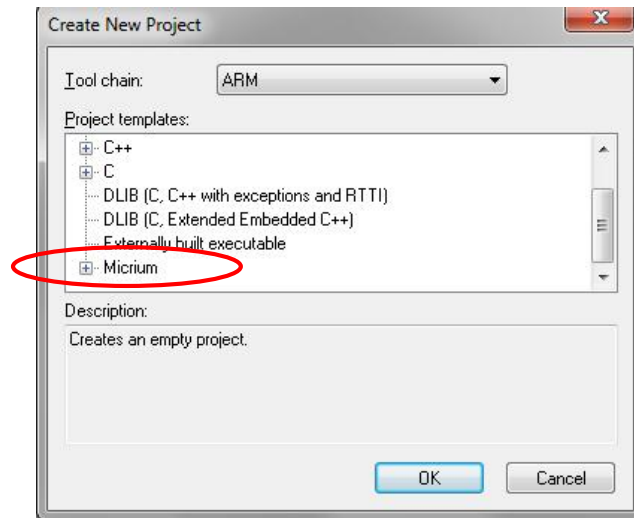 Create New Project
Tool chain: ARM
Project templates:
C++
C
DLIB (C, C++ with exceptions and RTTI)
DLIB (C, Extended Embedded C++)
Externally built executable
Micrium
Description:
Creates an empty project.
OK Cancel